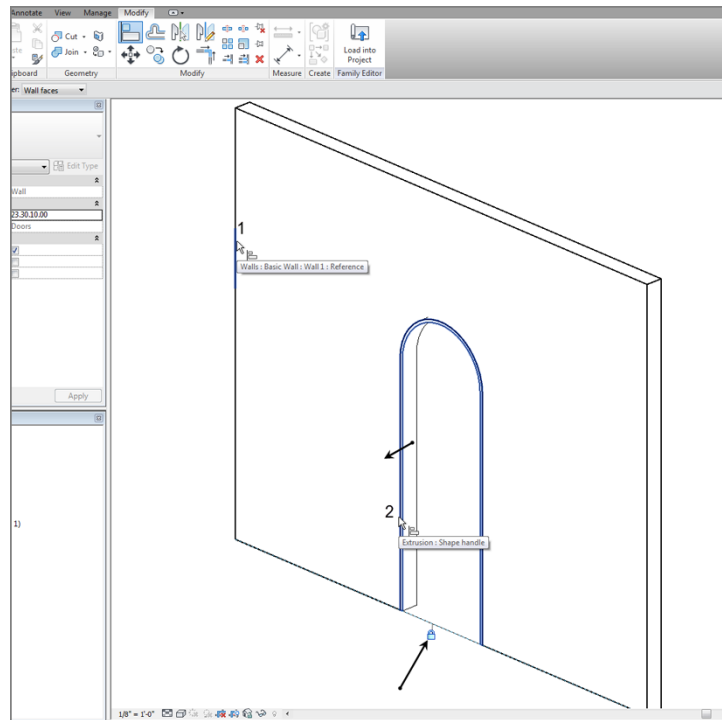 Annotate View Manage Modify
Cut
Join
Load into
Project
Geometry Modify Measure Create Family Editor
Wall faces
Edit Type
Wall
23.30.10.00
Doors
1
Walls : Basic Wall : Wall 1 : Reference
Apply
2
1)
Extrusion : Shape handle
1/8" = 1'-0"